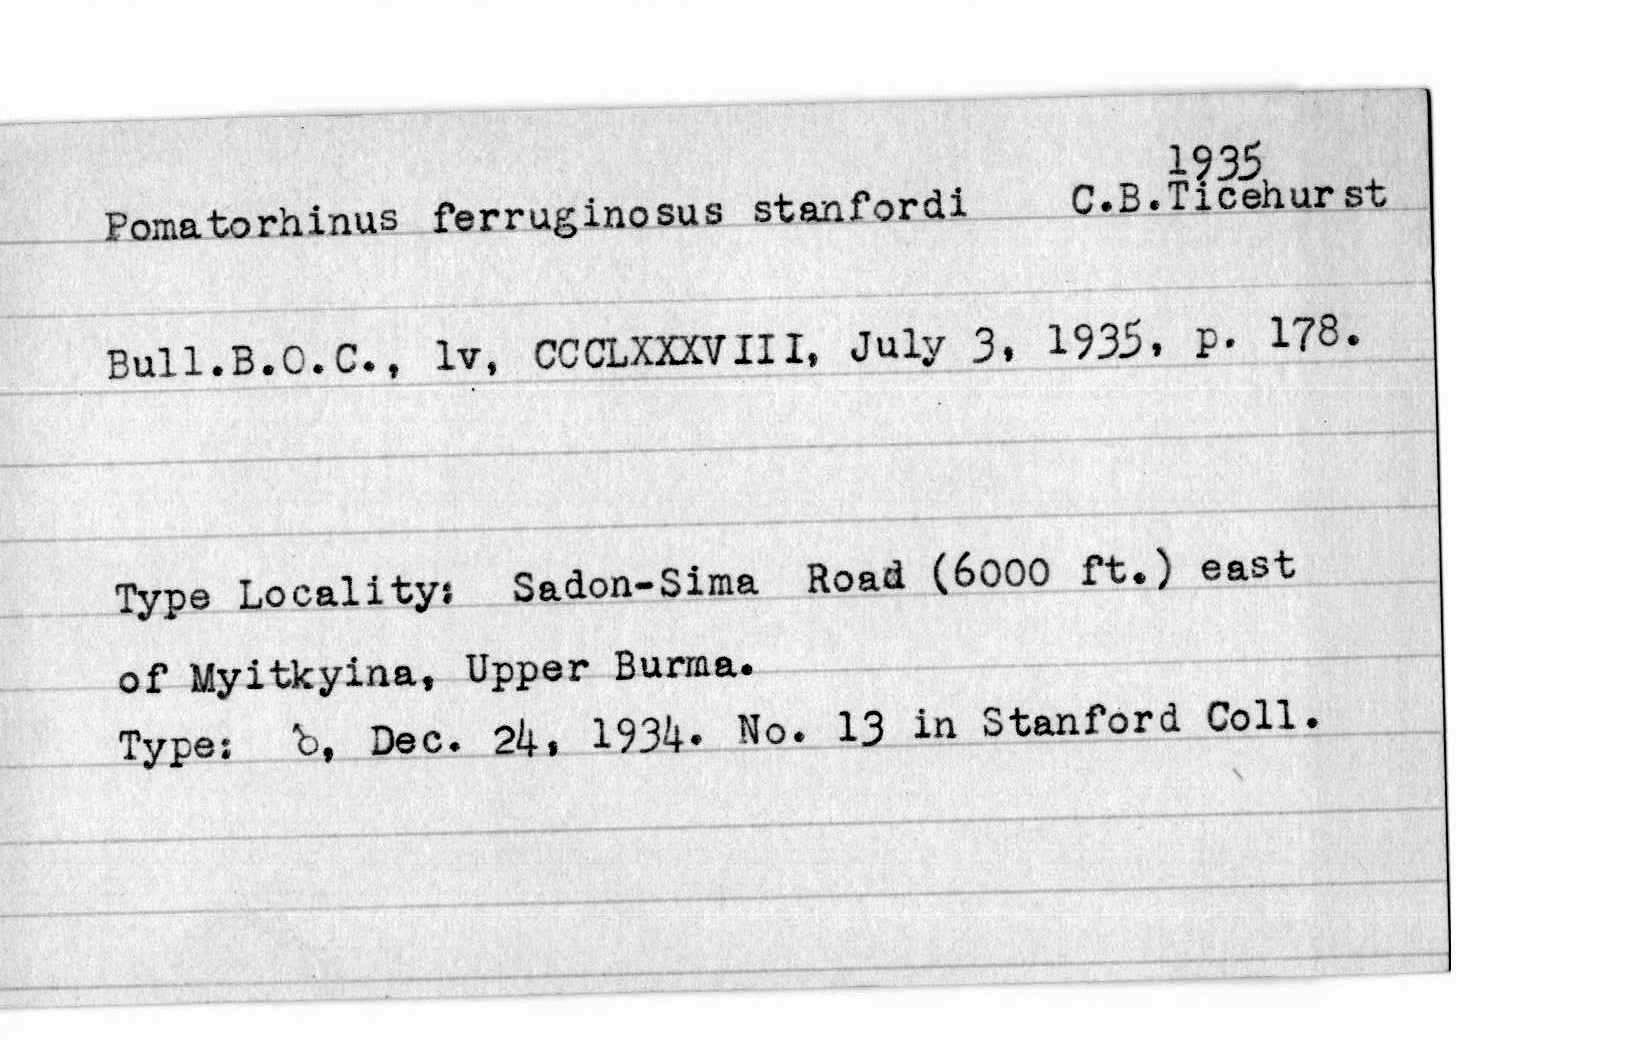 1935
Pomatorhinus ferruginosus stanfordi C.B.Ticehurst
Bull.B.O.C., lv, CCCLXXXVIII, July 3, 1935, p. 178.
Type Locality: Sadon-Sima Road (6000 ft.) east
of Myitkyina, Upper Burma.
Type: ♂, Dec. 24, 1934. No. 13 in Stanford Coll.